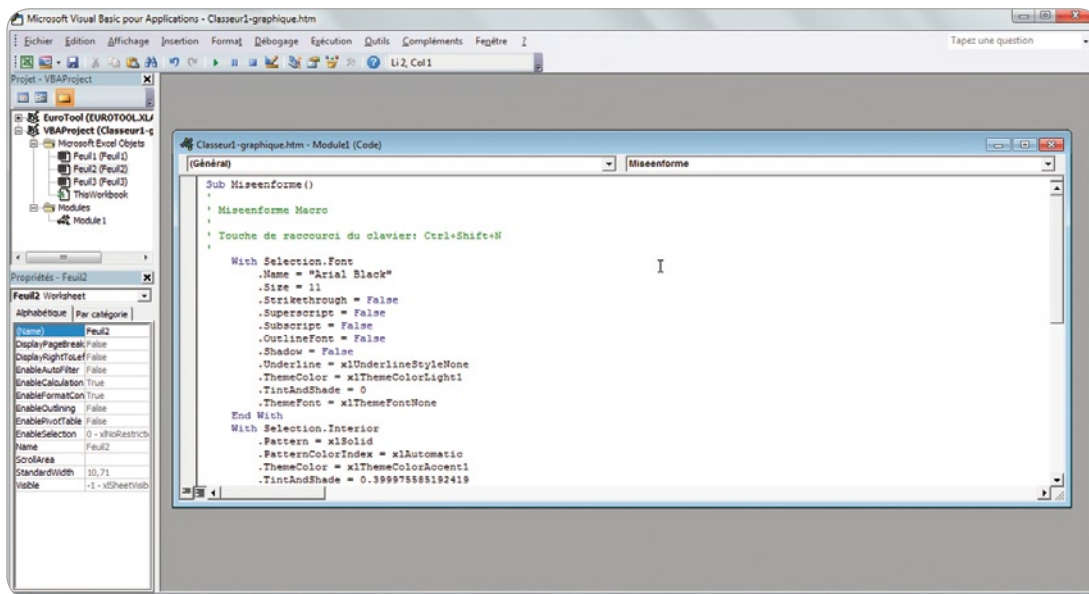 Microsoft Visual Basic pour Applications - Classeur1-graphique.htm
Eichier Edition Affichage Insertion Format Débogage Exécution Outils Compléments Fenêtre ?
Tapez une question
Li 2, Col 1
Projet - VBAProject
EuroTool (EUROTOOL.XLA
VBAProject (Classeur1-g
Microsoft Excel Objets
Feuil1 (Feuil1)
Feuil2 (Feuil2)
Feuil3 (Feuil3)
ThisWorkbook
Modules
Module1
Propriétés - Feuil2
Feuil2 Worksheet
Alphabétique Par catégorie
(Name) Feuil2
DisplayPageBreak False
DisplayRightToLef False
EnableAutoFilter False
EnableCalculation True
EnableFormatCon True
EnableOutlining False
EnablePivotTable False
EnableSelection 0 - xlNoRestricti
Name Feuil2
ScrollArea
StandardWidth 10,71
Visible -1 - xlSheetVisib
Classeur1-graphique.htm - Module1 (Code)
(Général) Miseenforme
Sub Miseenforme()
'
' Miseenforme Macro
'
' Touche de raccourci du clavier: Ctrl+Shift+N
'
With Selection.Font
.Name = "Arial Black"
.Size = 11
.Strikethrough = False
.Superscript = False
.Subscript = False
.OutlineFont = False
.Shadow = False
.Underline = xlUnderlineStyleNone
.ThemeColor = xlThemeColorLight1
.TintAndShade = 0
.ThemeFont = xlThemeFontNone
End With
With Selection.Interior
.Pattern = xlSolid
.PatternColorIndex = xlAutomatic
.ThemeColor = xlThemeColorAccent1
.TintAndShade = 0.399975585192419